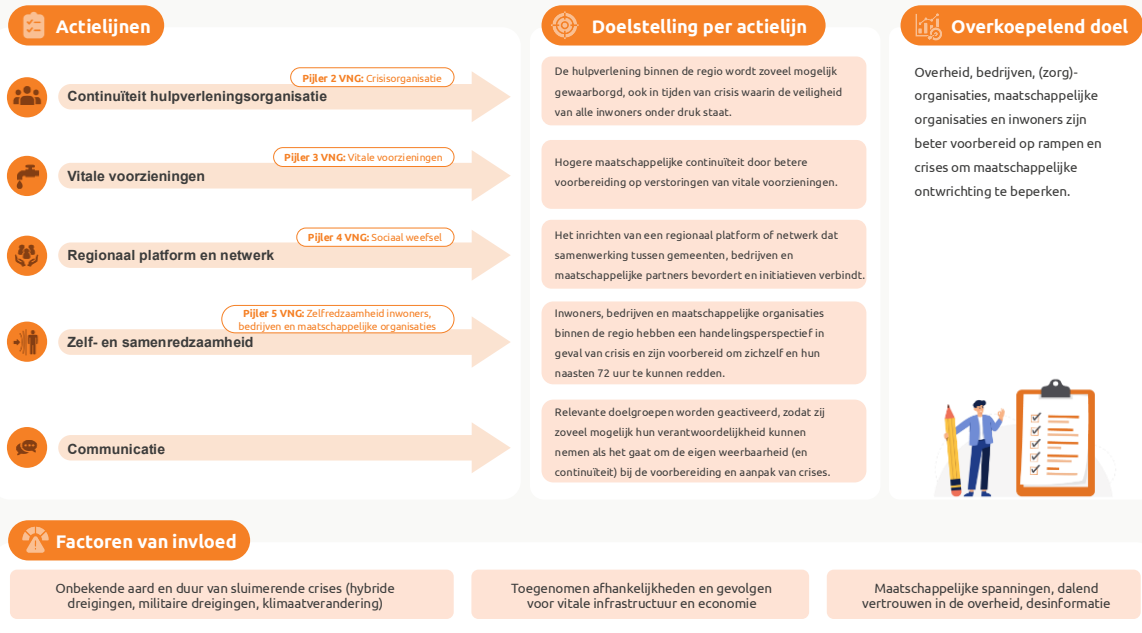 Actielijnen
Pijler 2 VNG: Crisisorganisatie
Continuïteit hulpverleningsorganisatie
Pijler 3 VNG: Vitale voorzieningen
Vitale voorzieningen
Pijler 4 VNG: Sociaal weefsel
Regionaal platform en netwerk
Pijler 5 VNG: Zelfredzaamheid inwoners,
bedrijven en maatschappelijke organisaties
Zelf- en samenredzaamheid
Communicatie
Doelstelling per actielijn
De hulpverlening binnen de regio wordt zoveel mogelijk
gewaarborgd, ook in tijden van crisis waarin de veiligheid
van alle inwoners onder druk staat.
Hogere maatschappelijke continuïteit door betere
voorbereiding op verstoringen van vitale voorzieningen.
Het inrichten van een regionaal platform of netwerk dat
samenwerking tussen gemeenten, bedrijven en
maatschappelijke partners bevordert en initiatieven verbindt.
Inwoners, bedrijven en maatschappelijke organisaties
binnen de regio hebben een handelingsperspectief in
geval van crisis en zijn voorbereid om zichzelf en hun
naasten 72 uur te kunnen redden.
Relevante doelgroepen worden geactiveerd, zodat zij
zoveel mogelijk hun verantwoordelijkheid kunnen
nemen als het gaat om de eigen weerbaarheid (en
continuïteit) bij de voorbereiding en aanpak van crises.
Overkoepelend doel
Overheid, bedrijven, (zorg)-
organisaties, maatschappelijke
organisaties en inwoners zijn
beter voorbereid op rampen en
crises om maatschappelijke
ontwrichting te beperken.
Factoren van invloed
Onbekende aard en duur van sluimerende crises (hybride
dreigingen, militaire dreigingen, klimaatverandering)
Toegenomen afhankelijkheden en gevolgen
voor vitale infrastructuur en economie
Maatschappelijke spanningen, dalend
vertrouwen in de overheid, desinformatie